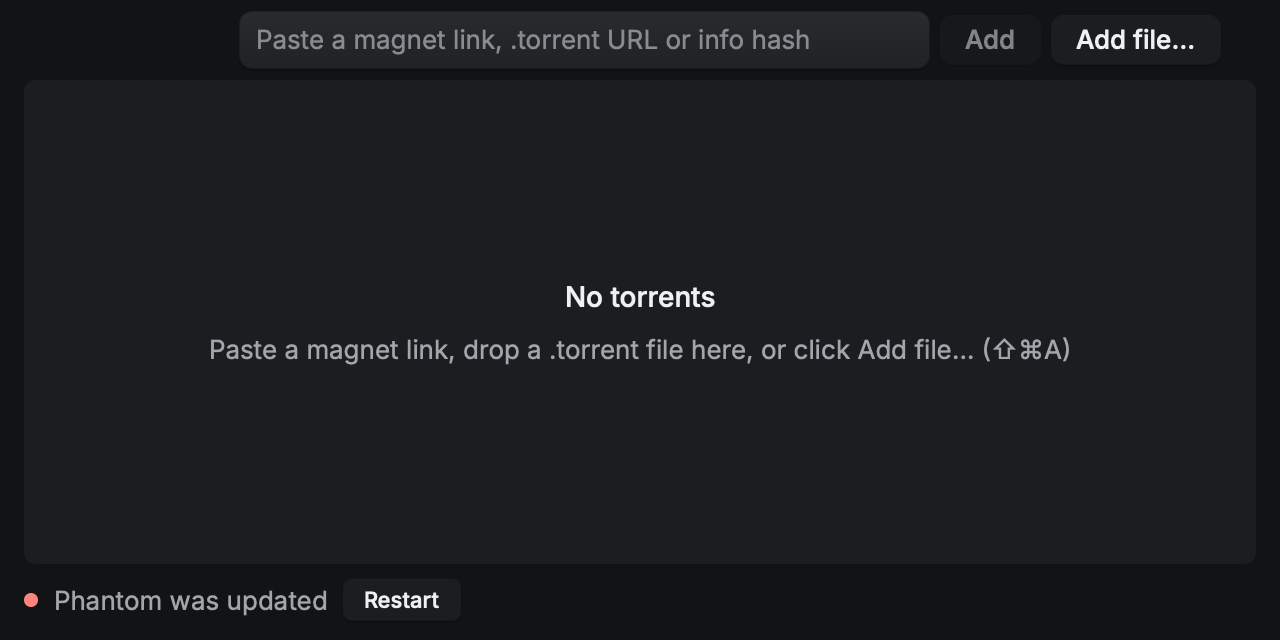 Paste a magnet link, .torrent URL or info hash
Add
Add file...
No torrents
Paste a magnet link, drop a .torrent file here, or click Add file... (⇧⌘A)
Phantom was updated
Restart